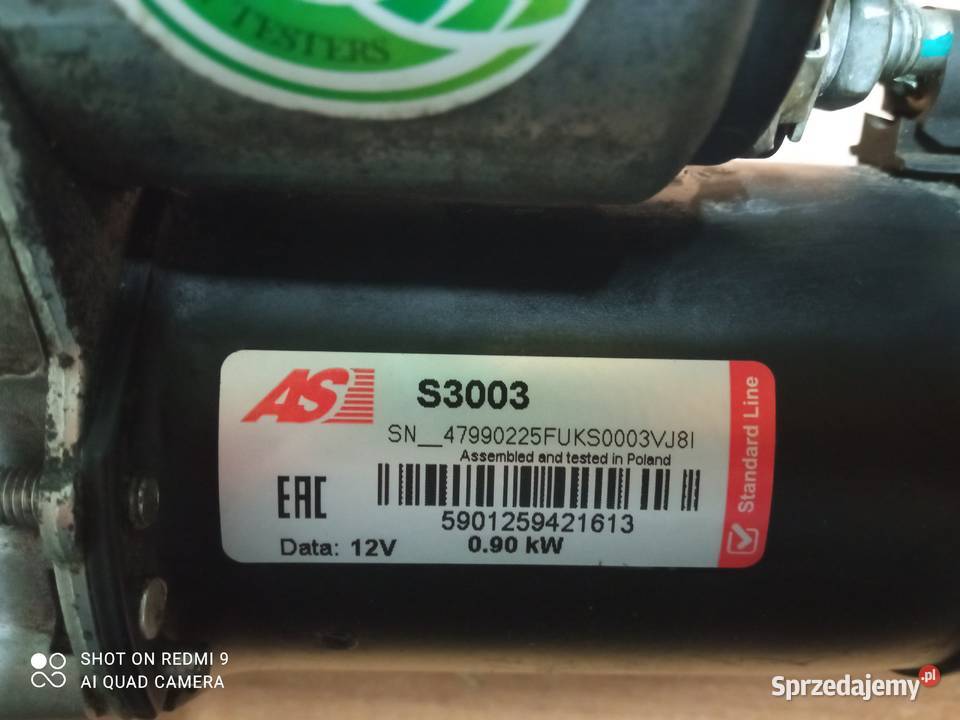 TESTERS
AS
S3003
SN__47990225FUKS0003VJ8I
Assembled and tested in Poland
EAC
5901259421613
Data: 12V 0.90 kW
Standard Line
SHOT ON REDMI 9
AI QUAD CAMERA
Sprzedajemy.pl